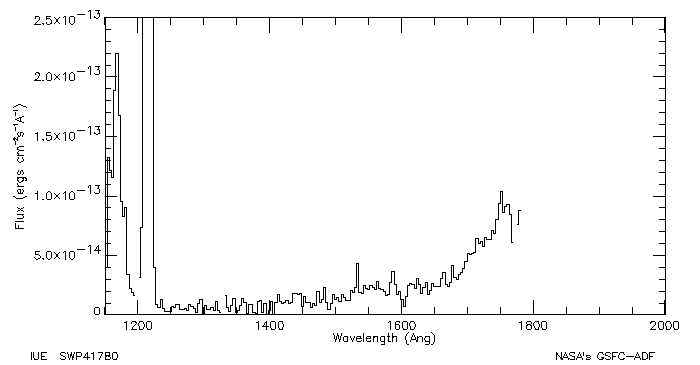 2.5×10⁻¹³
2.0×10⁻¹³
1.5×10⁻¹³
1.0×10⁻¹³
5.0×10⁻¹⁴
0
Flux (ergs cm⁻²s⁻¹A⁻¹)
1200 1400 1600 1800 2000
Wavelength (Ang)
IUE SWP41780 NASA's GSFC–ADF